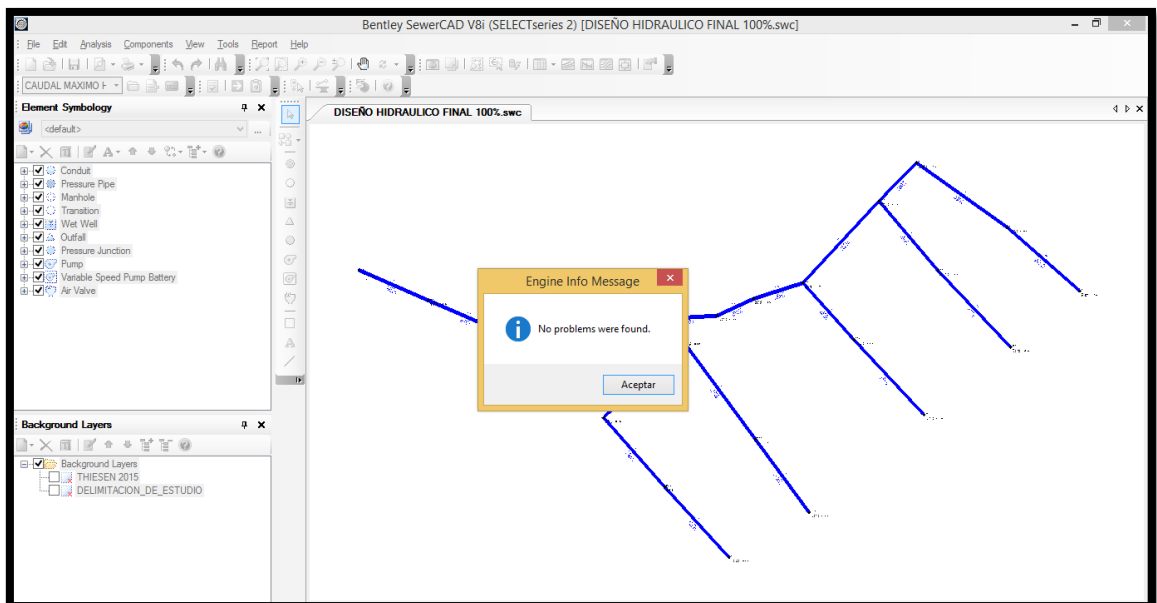 Bentley SewerCAD V8i (SELECTseries 2) [DISEÑO HIDRAULICO FINAL 100%.swc]
File Edit Analysis Components View Tools Report Help
CAUDAL MAXIMO H
Element Symbology
<default>
Conduit
Pressure Pipe
Manhole
Transition
Wet Well
Outfall
Pressure Junction
Pump
Variable Speed Pump Battery
Air Valve
Background Layers
Background Layers
THIESEN 2015
DELIMITACION_DE_ESTUDIO
DISEÑO HIDRAULICO FINAL 100%.swc
Engine Info Message
No problems were found.
Aceptar